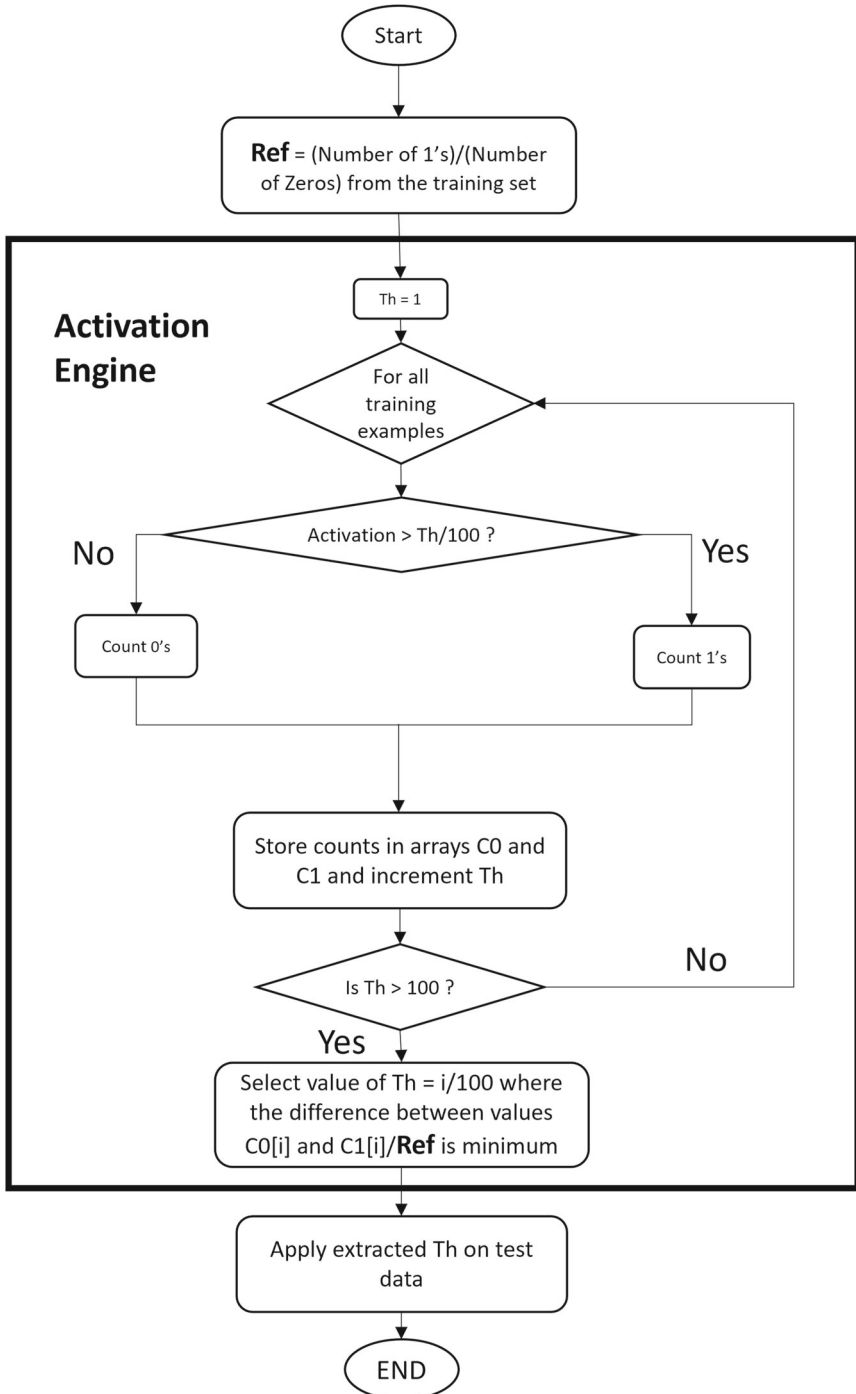 Start
Ref = (Number of 1's)/(Number
of Zeros) from the training set
Activation
Engine
Th = 1
For all
training
examples
Activation > Th/100 ?
No
Yes
Count 0's
Count 1's
Store counts in arrays C0 and
C1 and increment Th
Is Th > 100 ?
No
Yes
Select value of Th = i/100 where
the difference between values
C0[i] and C1[i]/Ref is minimum
Apply extracted Th on test
data
END